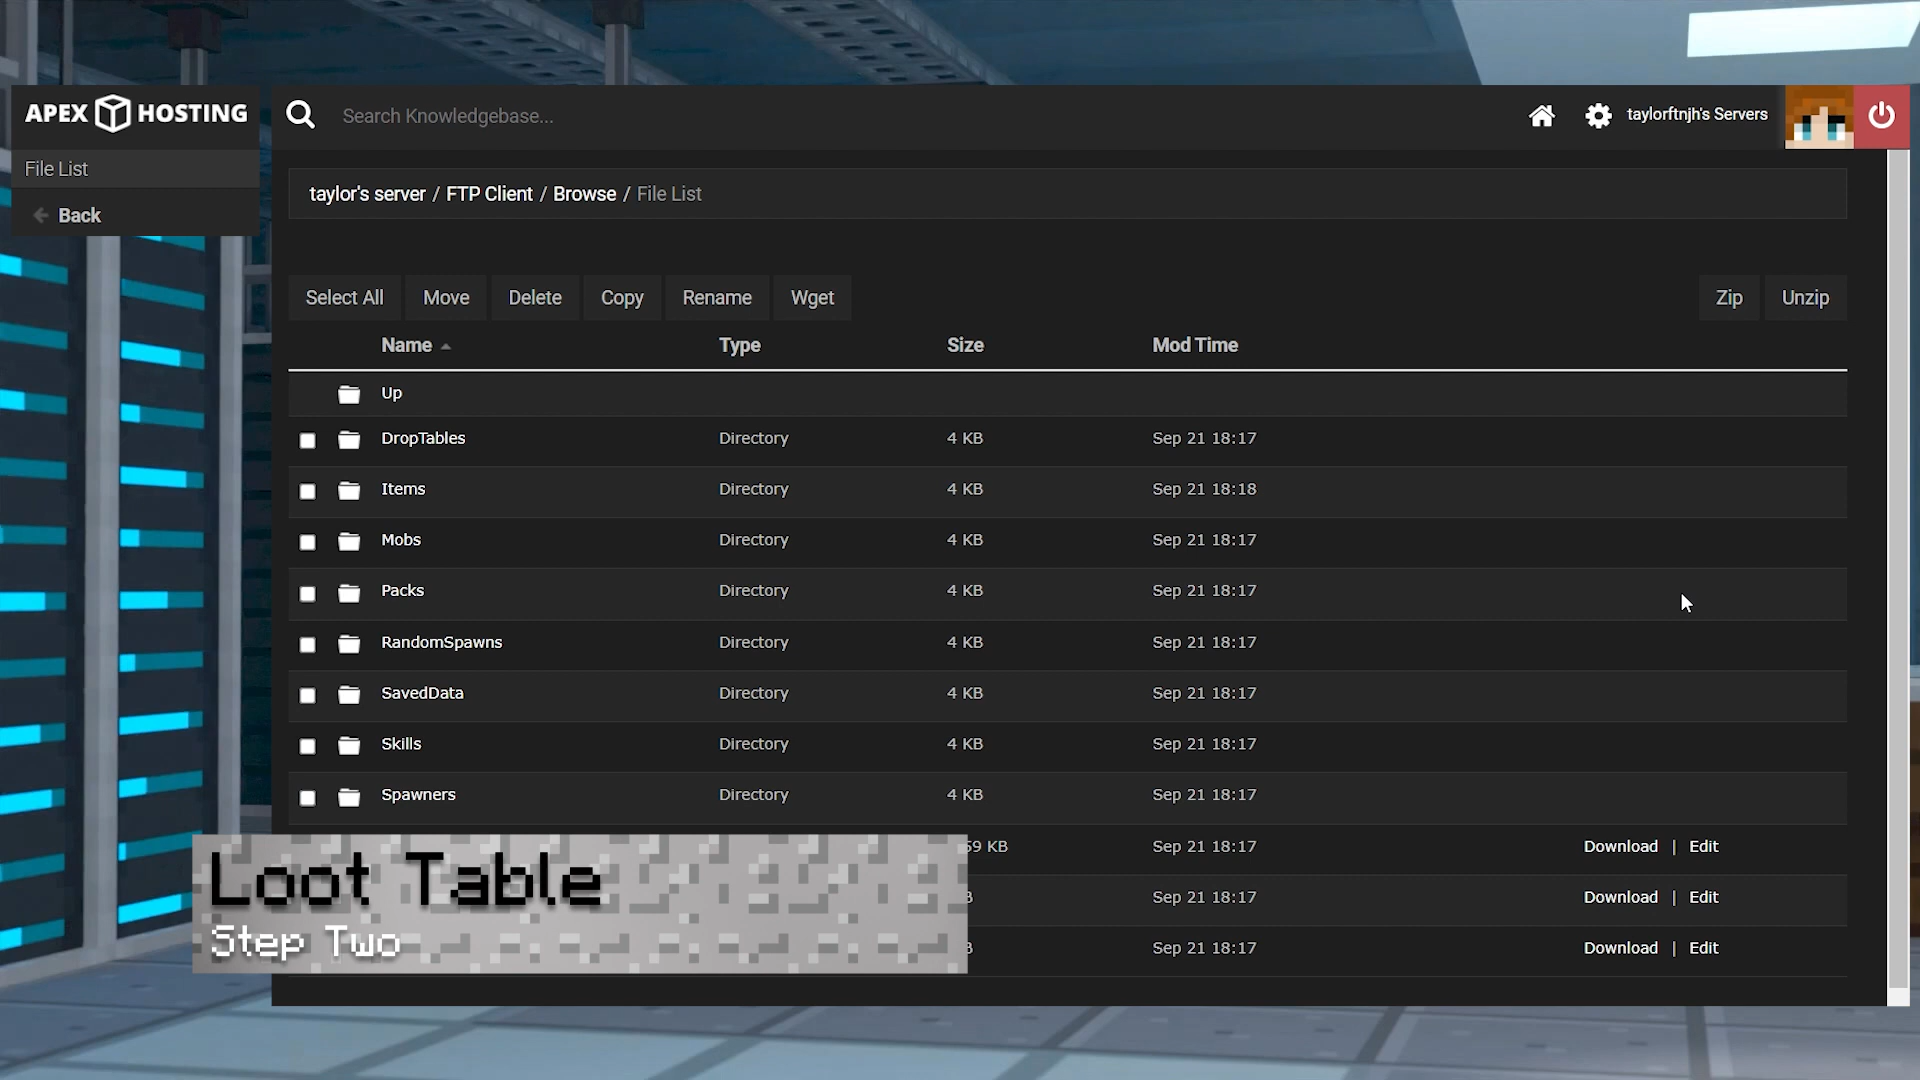 APEX HOSTING
Search Knowledgebase...
taylorftnjh's Servers
File List
Back
taylor's server / FTP Client / Browse / File List
Select All Move Delete Copy Rename Wget Zip Unzip
Name Type Size Mod Time
Up
DropTables Directory 4 KB Sep 21 18:17
Items Directory 4 KB Sep 21 18:18
Mobs Directory 4 KB Sep 21 18:17
Packs Directory 4 KB Sep 21 18:17
RandomSpawns Directory 4 KB Sep 21 18:17
SavedData Directory 4 KB Sep 21 18:17
Skills Directory 4 KB Sep 21 18:17
Spawners Directory 4 KB Sep 21 18:17
59 KB Sep 21 18:17 Download | Edit
Sep 21 18:17 Download | Edit
Sep 21 18:17 Download | Edit
Loot Table
Step Two